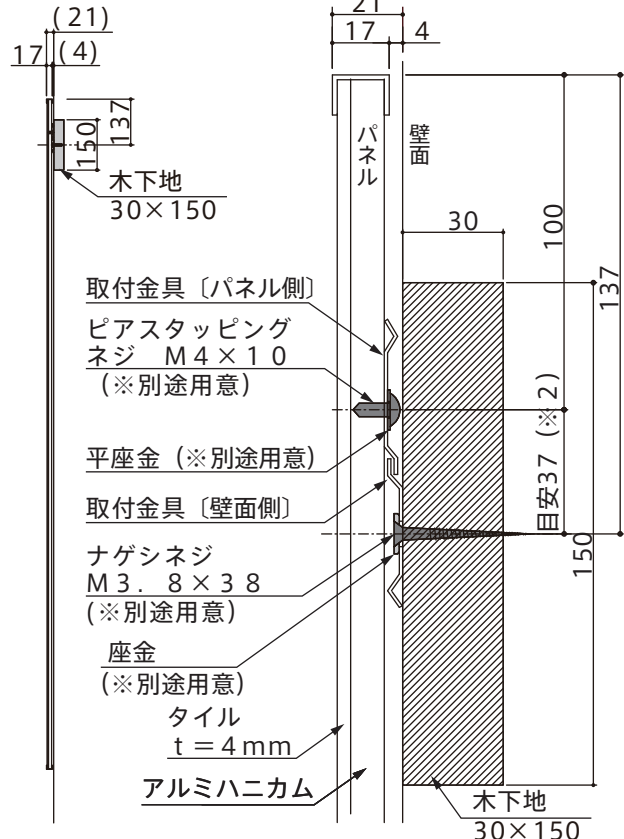 (21)
17 (4)
137
150
木下地
30×150
21
17
4
パネル
壁面
30
100
137
取付金具〔パネル側〕
ピアスタッピング
ネジ M4×10
(※別途用意)
平座金(※別途用意)
目安37(※2)
取付金具〔壁面側〕
ナゲシネジ
M3.8×38
(※別途用意)
150
座金
(※別途用意)
タイル
t=4mm
アルミハニカム
木下地
30×150